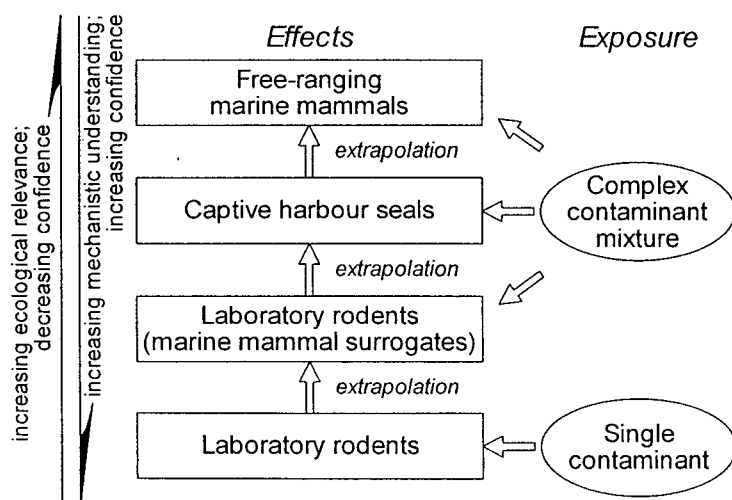 Effects
Exposure
Free-ranging
marine mammals
extrapolation
Captive harbour seals
Complex
contaminant
mixture
extrapolation
Laboratory rodents
(marine mammal surrogates)
extrapolation
Laboratory rodents
Single
contaminant
increasing ecological relevance;
decreasing confidence
increasing mechanistic understanding;
increasing confidence